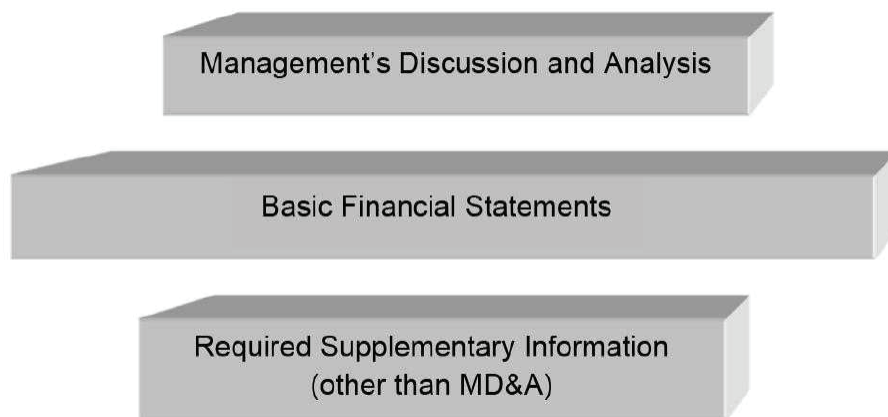 Management’s Discussion and Analysis
Basic Financial Statements
Required Supplementary Information
(other than MD&A)